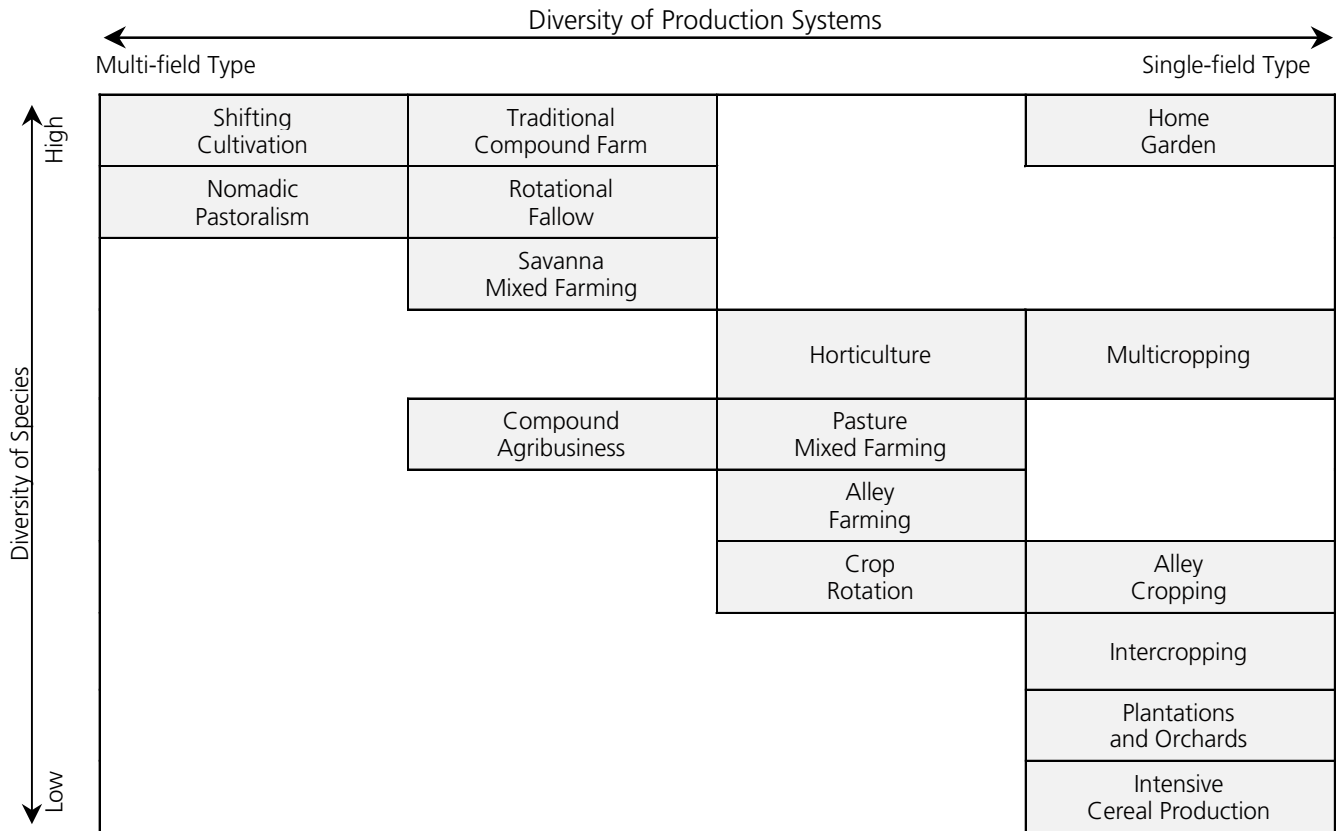 Diversity of Production Systems
Multi-field Type
Single-field Type
High
Diversity of Species
Low
Shifting
Cultivation
Traditional
Compound Farm
Home
Garden
Nomadic
Pastoralism
Rotational
Fallow
Savanna
Mixed Farming
Horticulture
Multicropping
Compound
Agribusiness
Pasture
Mixed Farming
Alley
Farming
Crop
Rotation
Alley
Cropping
Intercropping
Plantations
and Orchards
Intensive
Cereal Production